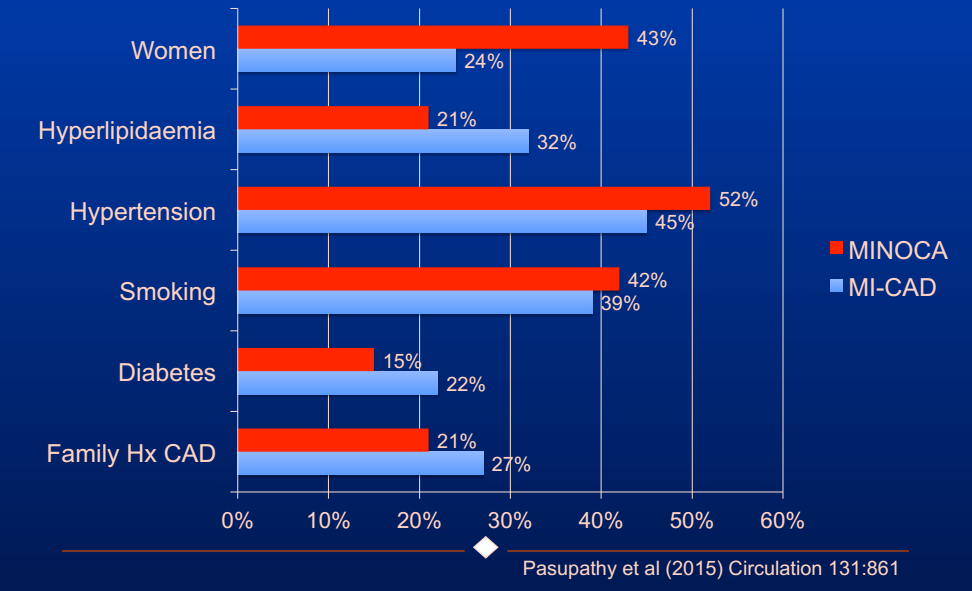 Women
43%
24%
Hyperlipidaemia
21%
32%
Hypertension
52%
45%
Smoking
42%
39%
Diabetes
15%
22%
Family Hx CAD
21%
27%
0% 10% 20% 30% 40% 50% 60%
MINOCA
MI-CAD
Pasupathy et al (2015) Circulation 131:861